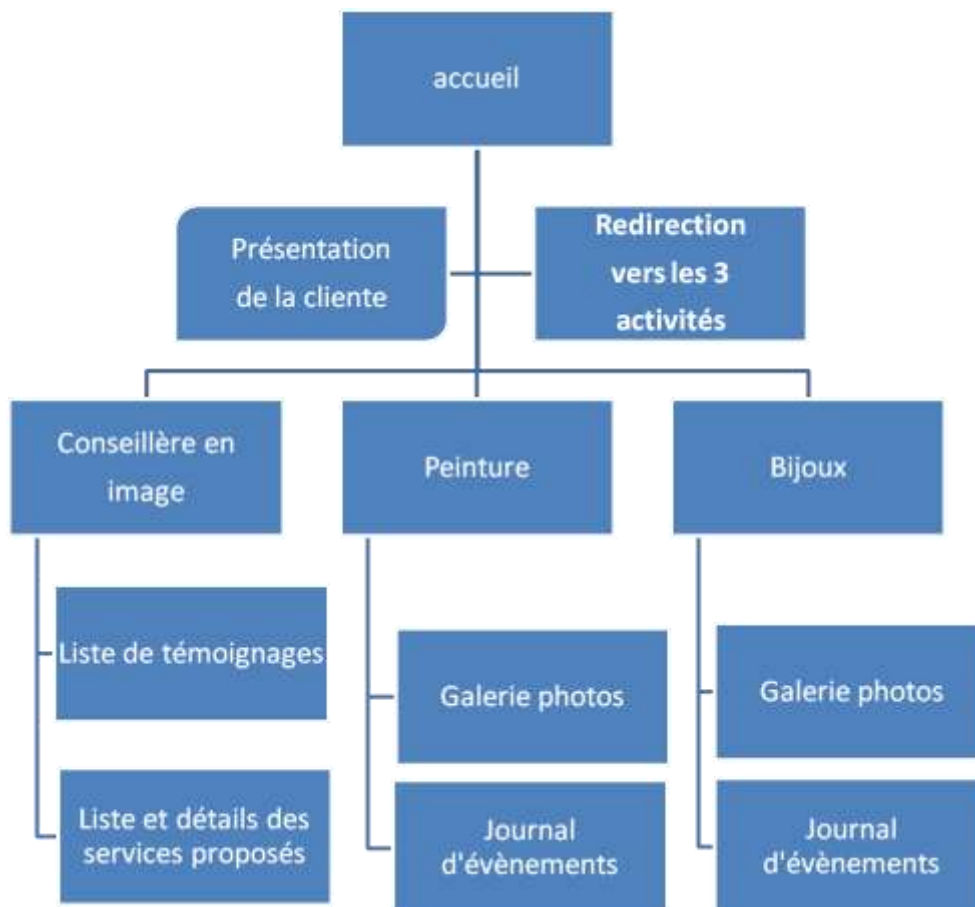 accueil
Présentation
de la cliente
Redirection
vers les 3
activités
Conseillère en
image
Peinture
Bijoux
Liste de témoignages
Galerie photos
Galerie photos
Liste et détails des
services proposés
Journal
d'évènements
Journal
d'évènements